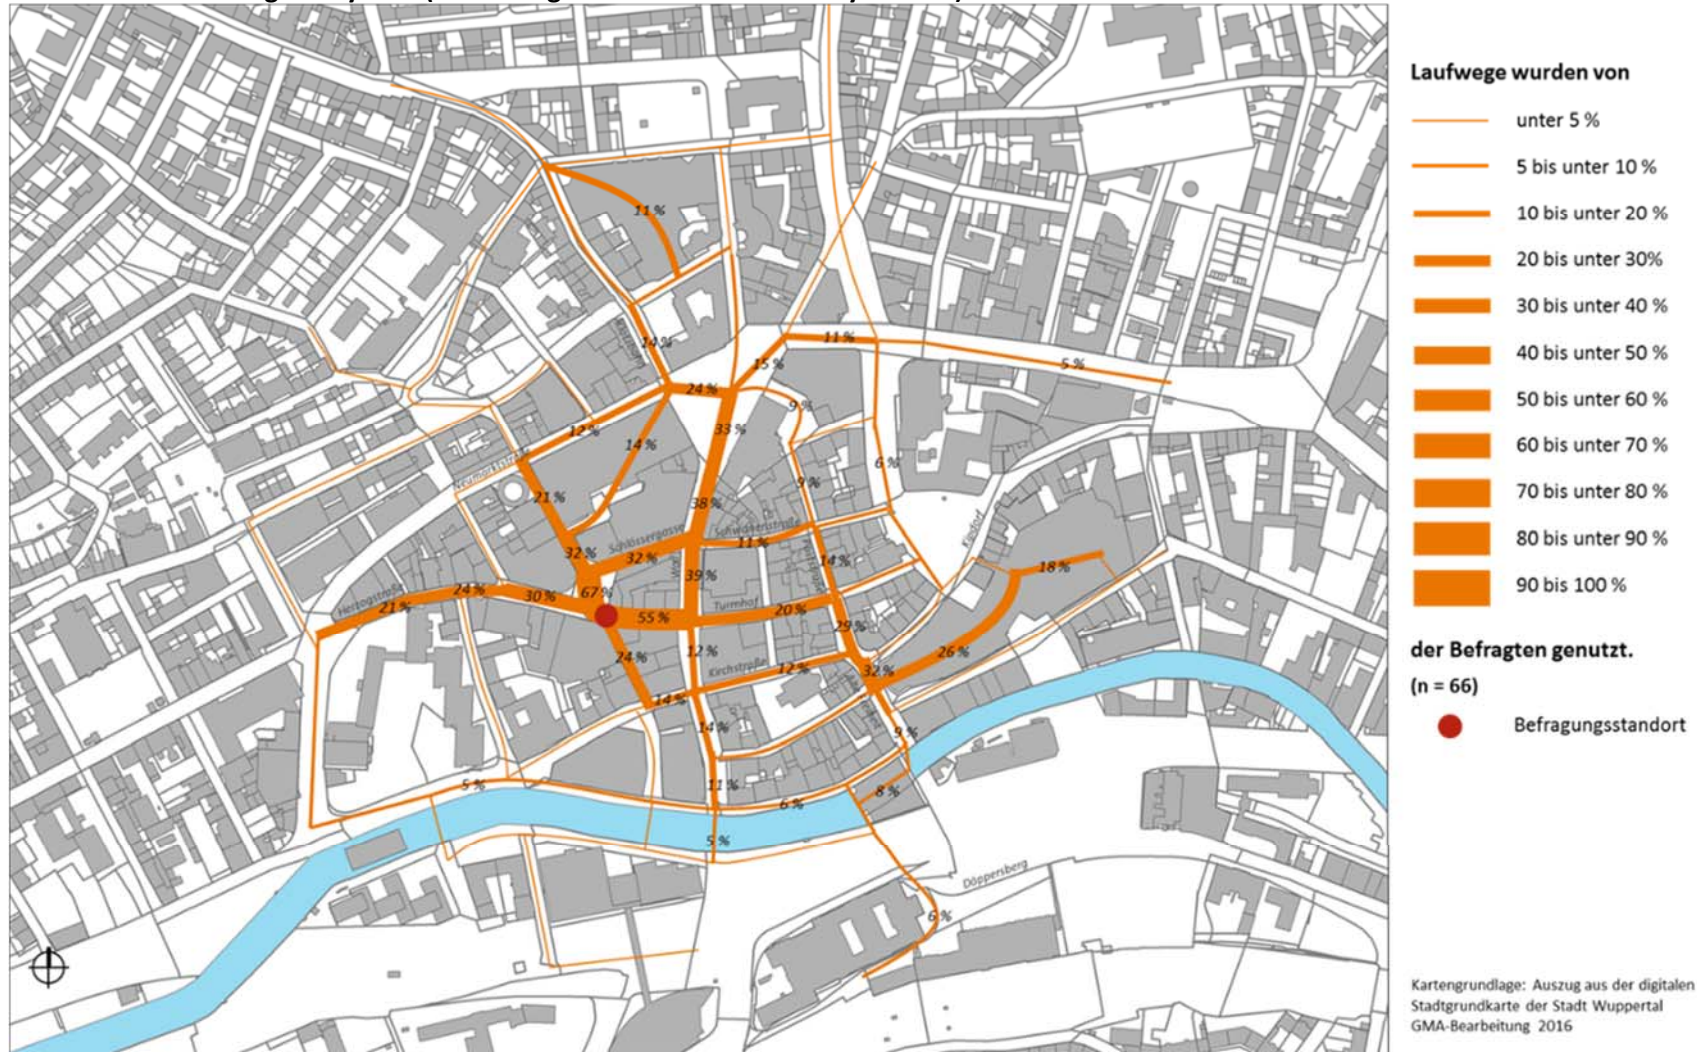 11 %
14 %
11 %
15 %
5 %
24 %
9 %
33 %
12 %
14 %
Neumarktstraße
6 %
21 %
9 %
38 %
Kipdorf
Schlössergasse
Schwanenstraße
32 %
32 %
11 %
14 %
18 %
39 %
67 %
24 %
30 %
Herzogstraße
21 %
Turmhof
20 %
55 %
29 %
12 %
26 %
24 %
Kirchstraße
12 %
32 %
14 %
14 %
9 %
5 %
11 %
8 %
6 %
5 %
Döppersberg
6 %
Laufwege wurden von
unter 5 %
5 bis unter 10 %
10 bis unter 20 %
20 bis unter 30%
30 bis unter 40 %
40 bis unter 50 %
50 bis unter 60 %
60 bis unter 70 %
70 bis unter 80 %
80 bis unter 90 %
90 bis 100 %
der Befragten genutzt.
(n = 66)
Befragungsstandort
Kartengrundlage: Auszug aus der digitalen
Stadtgrundkarte der Stadt Wuppertal
GMA-Bearbeitung 2016